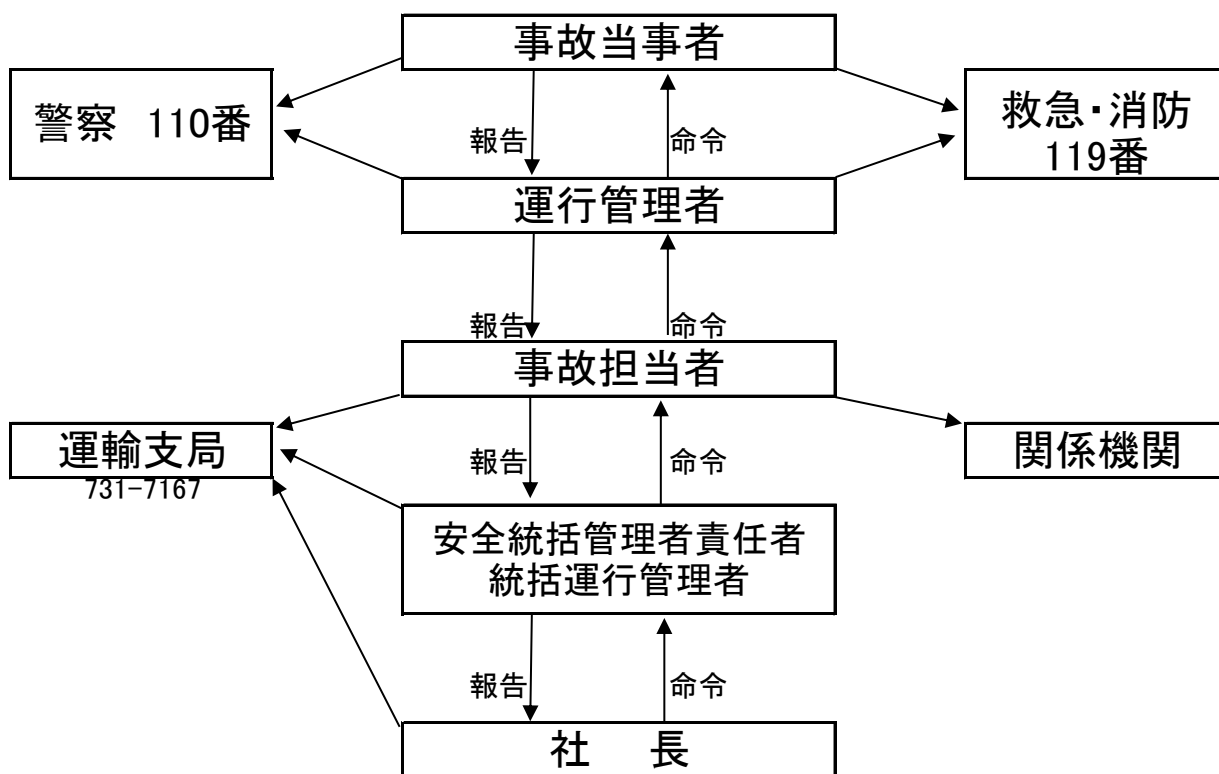 事故当事者
警察 110番
救急・消防
119番
報告
命令
運行管理者
報告
命令
事故担当者
運輸支局
731-7167
関係機関
報告
命令
安全統括管理者責任者
統括運行管理者
報告
命令
社 長